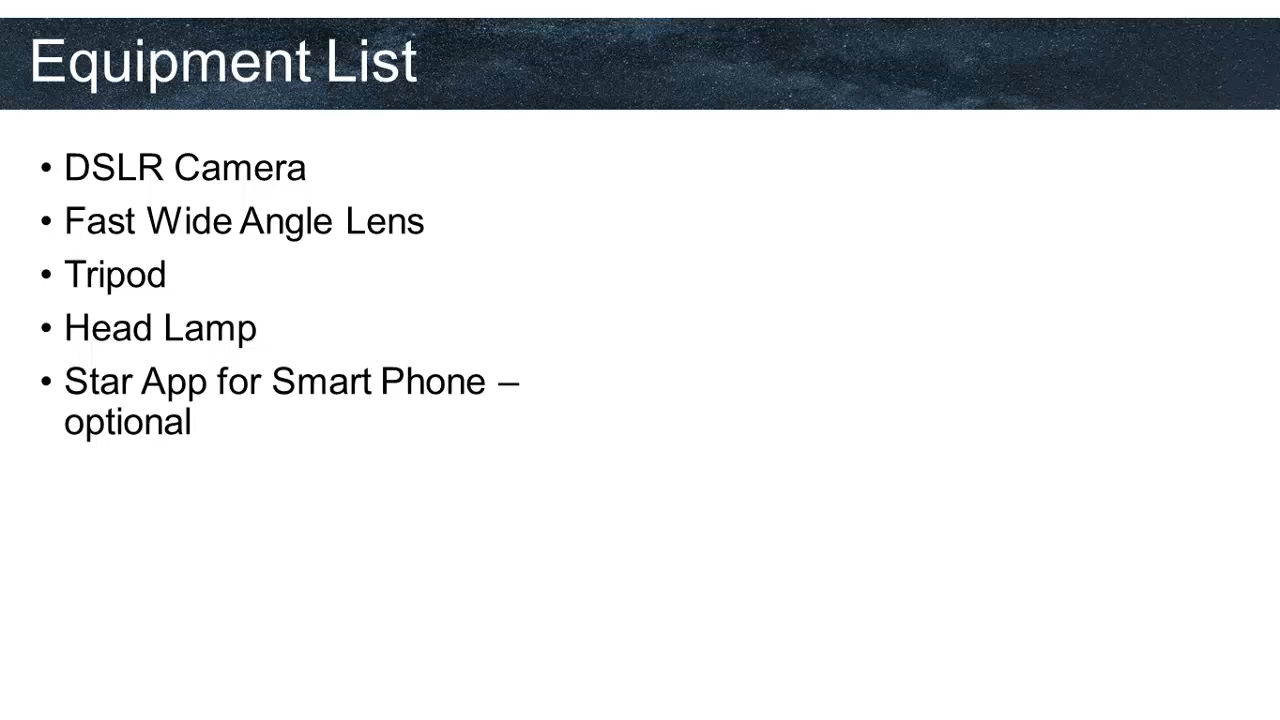 Equipment List
• DSLR Camera
• Fast Wide Angle Lens
• Tripod
• Head Lamp
• Star App for Smart Phone –
optional